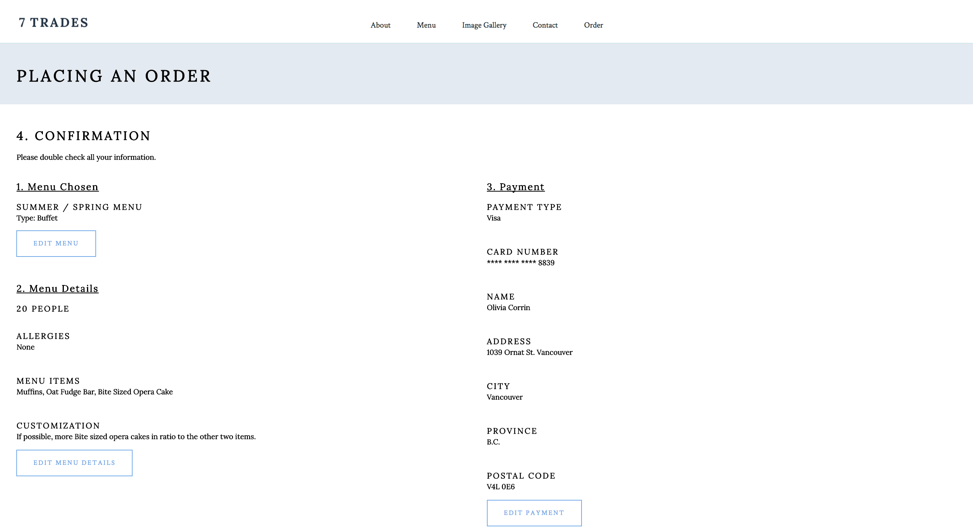 7 TRADES
About Menu Image Gallery Contact Order
PLACING AN ORDER
4. CONFIRMATION
Please double check all your information.
1. Menu Chosen
SUMMER / SPRING MENU
Type: Buffet
EDIT MENU
2. Menu Details
20 PEOPLE
ALLERGIES
None
MENU ITEMS
Muffins, Oat Fudge Bar, Bite Sized Opera Cake
CUSTOMIZATION
If possible, more Bite sized opera cakes in ratio to the other two items.
EDIT MENU DETAILS
3. Payment
PAYMENT TYPE
Visa
CARD NUMBER
**** **** **** 8839
NAME
Olivia Corrin
ADDRESS
1039 Ornat St. Vancouver
CITY
Vancouver
PROVINCE
B.C.
POSTAL CODE
V4L 0E6
EDIT PAYMENT